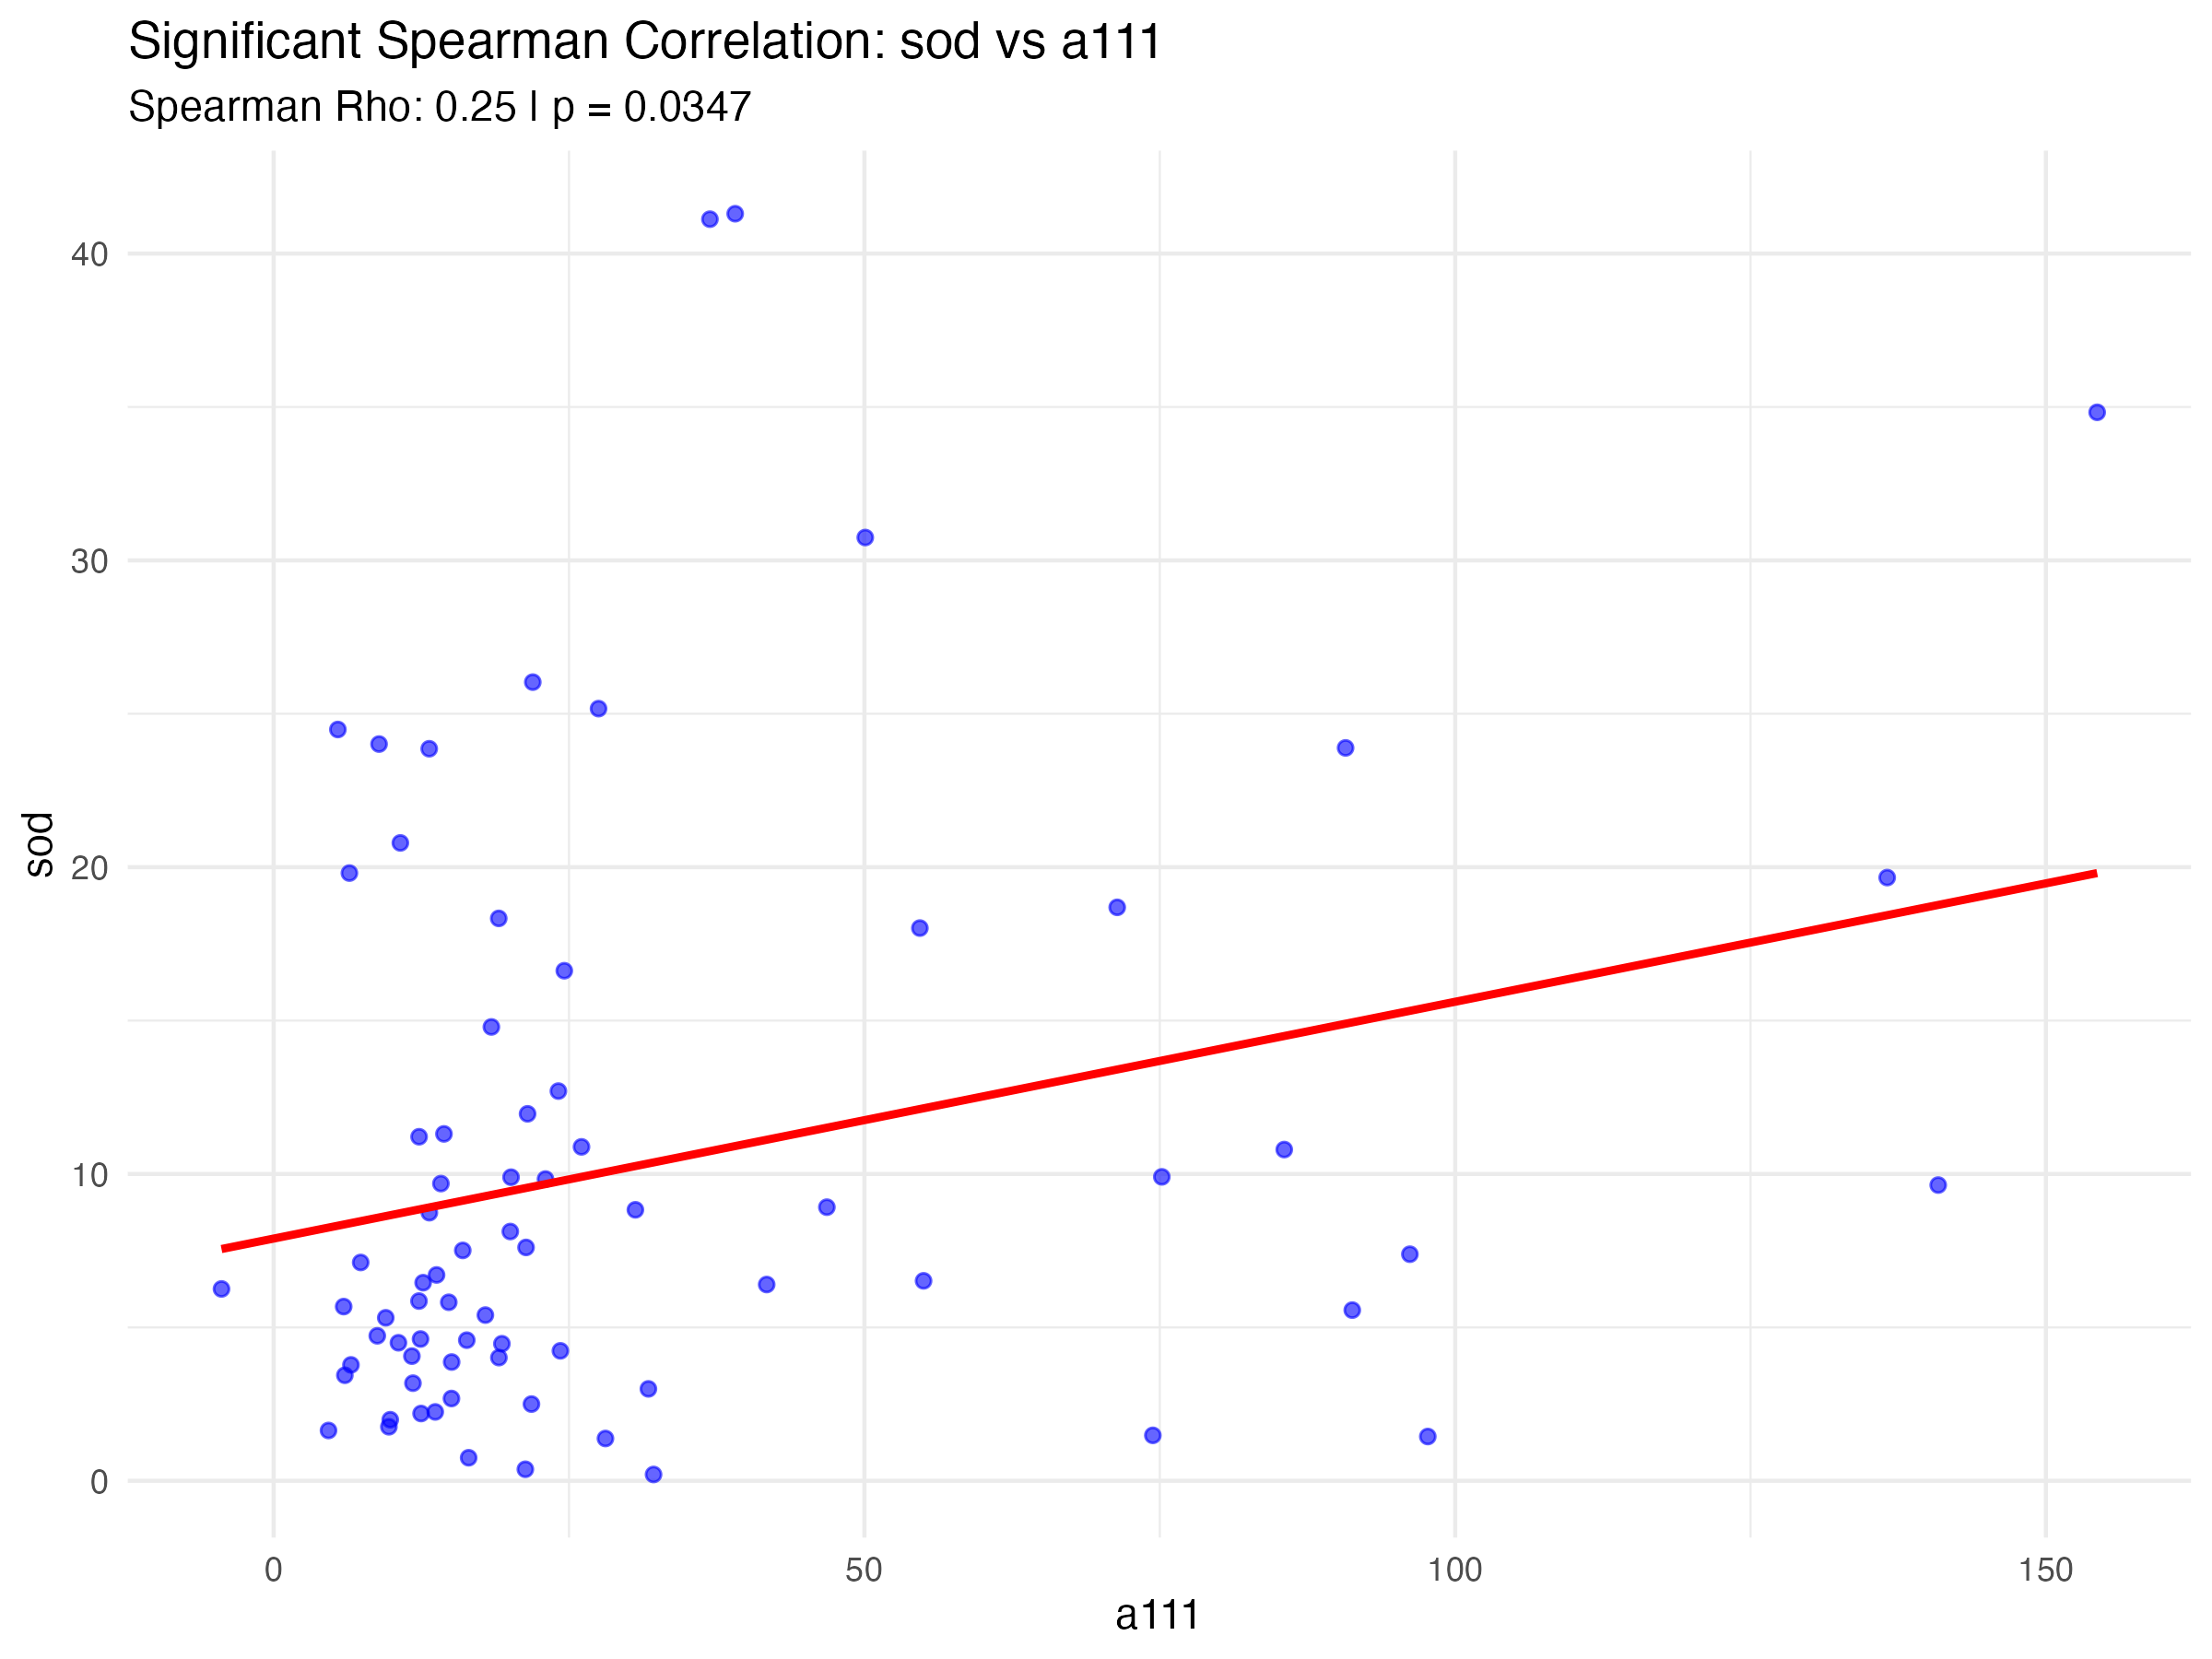 Significant Spearman Correlation: sod vs a111
Spearman Rho: 0.25 | p = 0.0347
40
30
sod
20
10
0
0 50 100 150
a111